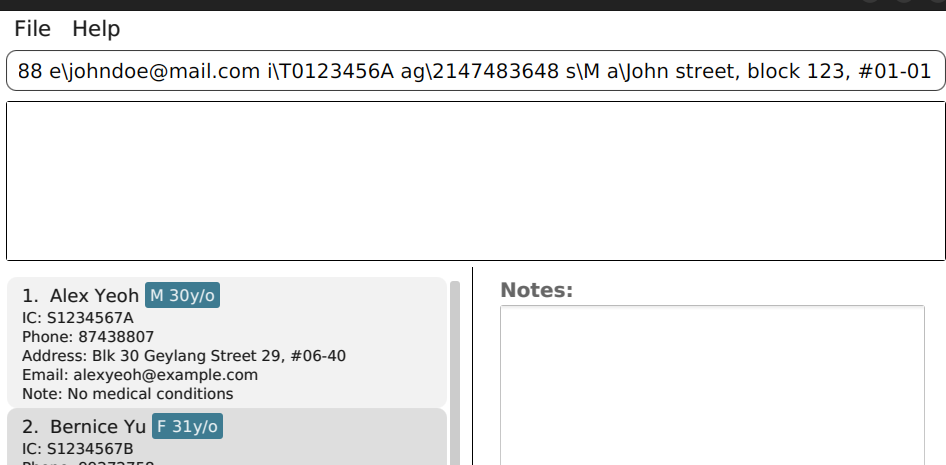 File Help
88 e\johndoe@mail.com i\T0123456A ag\2147483648 s\M a\John street, block 123, #01-01
1. Alex Yeoh M 30y/o
IC: S1234567A
Phone: 87438807
Address: Blk 30 Geylang Street 29, #06-40
Email: alexyeoh@example.com
Note: No medical conditions
2. Bernice Yu F 31y/o
IC: S1234567B
Notes: